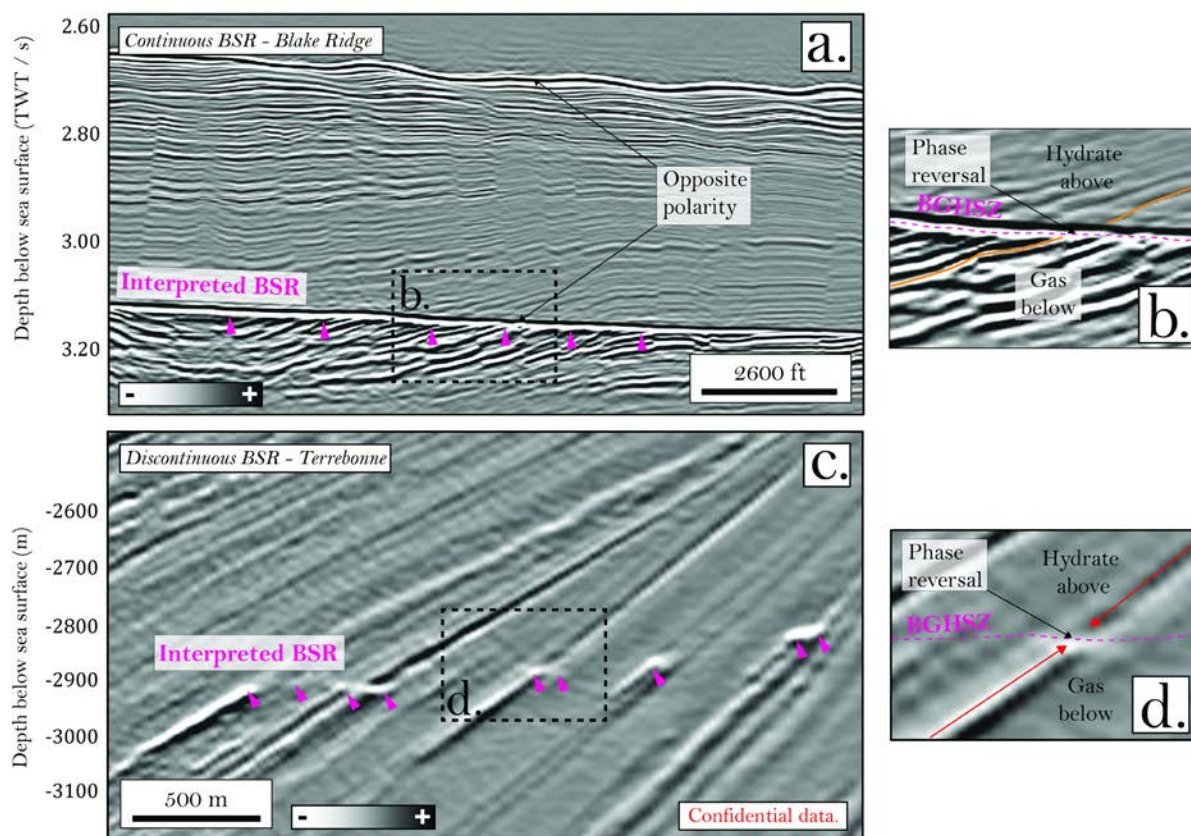 Depth below sea surface (TWT / s)
2.60
2.80
3.00
3.20
Continuous BSR - Blake Ridge
a.
Opposite
polarity
Interpreted BSR
b.
- +
2600 ft
Phase
reversal
Hydrate
above
BGHSZ
Gas
below
b.
Depth below sea surface (m)
-2600
-2700
-2800
-2900
-3000
-3100
Discontinuous BSR - Terrebonne
c.
Interpreted BSR
d.
500 m
- +
Confidential data.
Phase
reversal
Hydrate
above
BGHSZ
Gas
below
d.